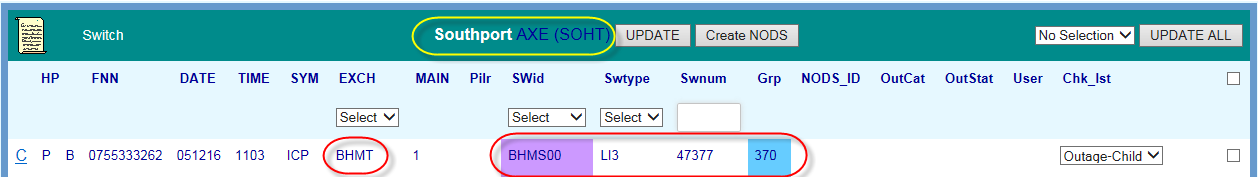 Switch Southport AXE (SOHT) UPDATE Create NODS No Selection UPDATE ALL
HP FNN DATE TIME SYM EXCH MAIN Pilr SWid Swtype Swnum Grp NODS_ID OutCat OutStat User Chk_lst
Select Select Select
C P B 0755333262 051216 1103 ICP BHMT 1 BHMS00 LI3 47377 370 Outage-Child